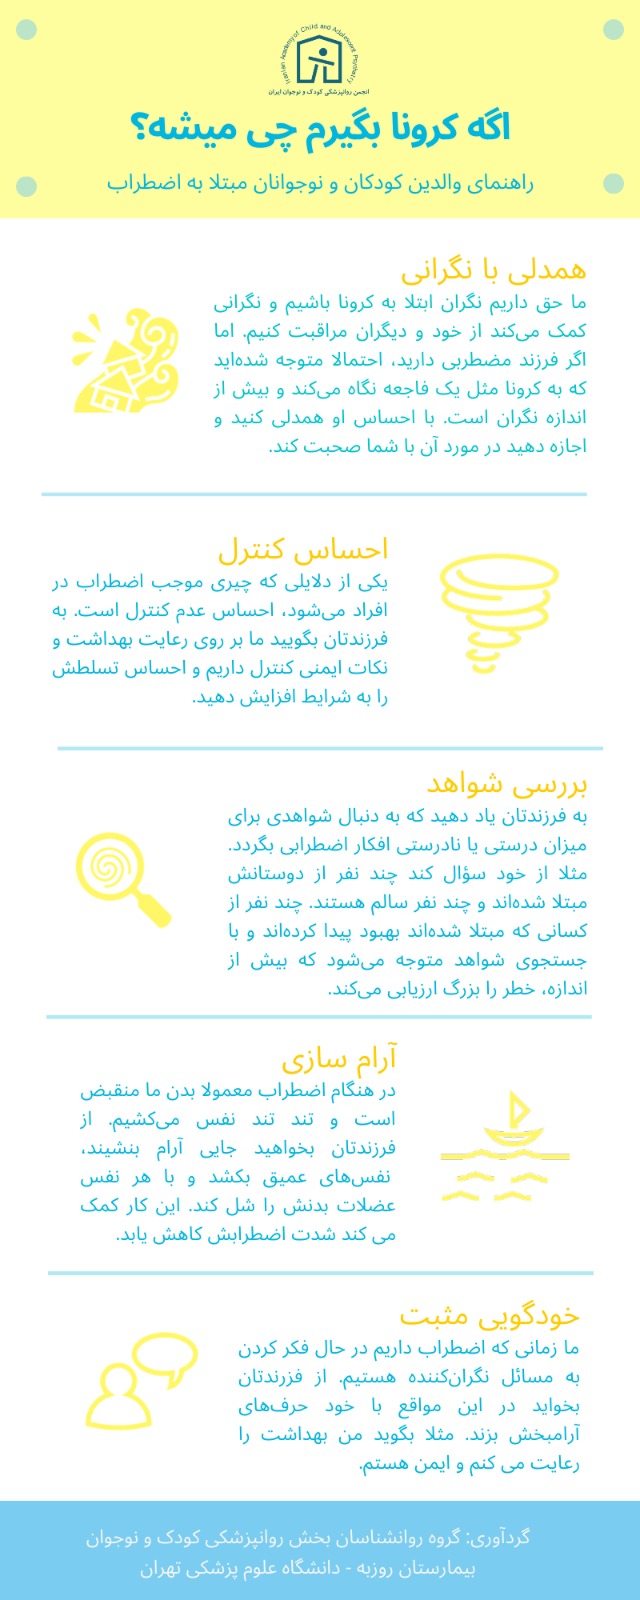 Iranian Academy of Child and Adolescent Psychiatry
انجمن روانپزشکی کودک و نوجوان ایران
اگه کرونا بگیرم چی میشه؟
راهنمای والدین کودکان و نوجوانان مبتلا به اضطراب
همدلی با نگرانی
ما حق داریم نگران ابتلا به کرونا باشیم و نگرانی
کمک می‌کند از خود و دیگران مراقبت کنیم. اما
اگر فرزند مضطربی دارید، احتمالا متوجه شده‌اید
که به کرونا مثل یک فاجعه نگاه می‌کند و بیش از
اندازه نگران است. با احساس او همدلی کنید و
اجازه دهید در مورد آن با شما صحبت کند.
احساس کنترل
یکی از دلایلی که چیزی موجب اضطراب در
افراد می‌شود، احساس عدم کنترل است. به
فرزندتان بگویید ما بر روی رعایت بهداشت و
نکات ایمنی کنترل داریم و احساس تسلطش
را به شرایط افزایش دهید.
بررسی شواهد
به فرزندتان یاد دهید که به دنبال شواهدی برای
میزان درستی یا نادرستی افکار اضطرابی بگردد.
مثلا از خود سؤال کند چند نفر از دوستانش
مبتلا شده‌اند و چند نفر سالم هستند. چند نفر از
کسانی که مبتلا شده‌اند بهبود پیدا کرده‌اند و با
جستجوی شواهد متوجه می‌شود که بیش از
اندازه، خطر را بزرگ ارزیابی می‌کند.
آرام سازی
در هنگام اضطراب معمولا بدن ما منقبض
است و تند تند نفس می‌کشیم. از
فرزندتان بخواهید جایی آرام بنشیند،
نفس‌های عمیق بکشد و با هر نفس
عضلات بدنش را شل کند. این کار کمک
می کند شدت اضطرابش کاهش یابد.
خودگویی مثبت
ما زمانی که اضطراب داریم در حال فکر کردن
به مسائل نگران‌کننده هستیم. از فزرندتان
بخواید در این مواقع با خود حرف‌های
آرامبخش بزند. مثلا بگوید من بهداشت را
رعایت می کنم و ایمن هستم.
گردآوری: گروه روانشناسان بخش روانپزشکی کودک و نوجوان
بیمارستان روزبه - دانشگاه علوم پزشکی تهران